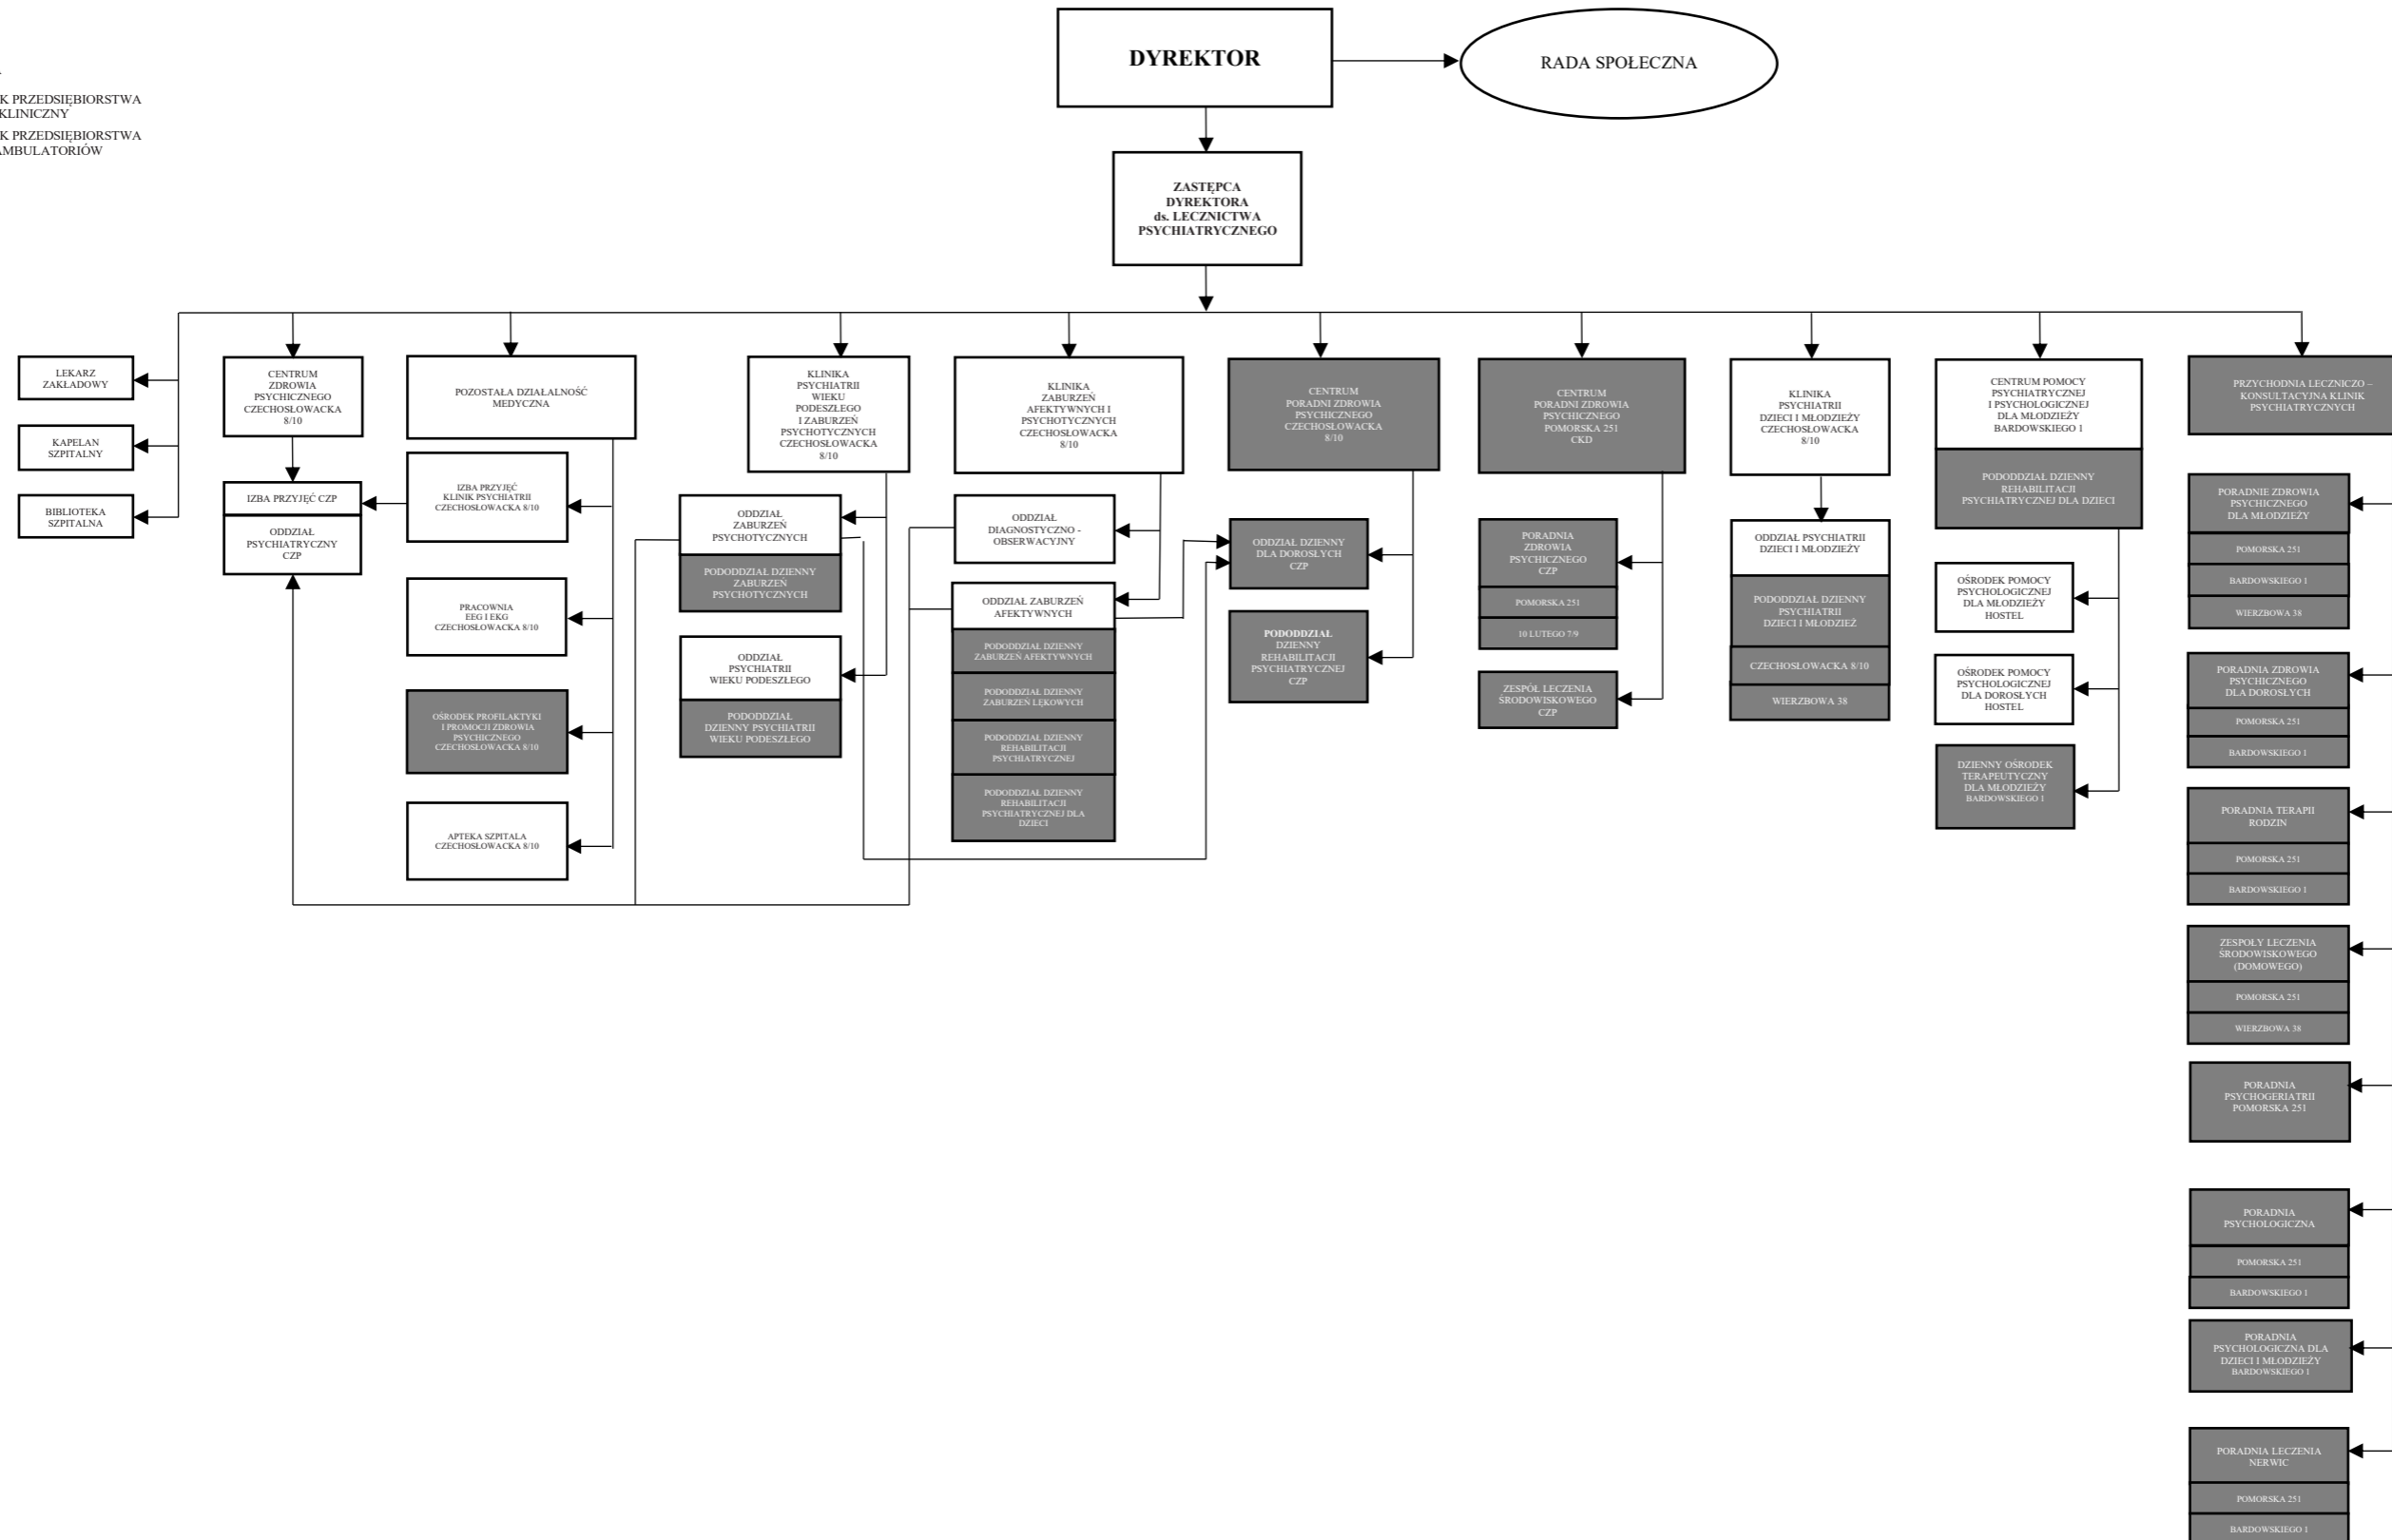 DYREKTOR
RADA SPOŁECZNA
K PRZEDSIĘBIORSTWA
KLINICZNY
K PRZEDSIĘBIORSTWA
AMBULATORIÓW
ZASTĘPCA
DYREKTORA
ds. LECZNICTWA
PSYCHIATRYCZNEGO
LEKARZ
ZAKŁADOWY
KAPELAN
SZPITALNY
BIBLIOTEKA
SZPITALNA
CENTRUM
ZDROWIA
PSYCHICZNEGO
CZECHOSŁOWACKA
8/10
IZBA PRZYJĘĆ CZP
ODDZIAŁ
PSYCHIATRYCZNY
CZP
POZOSTAŁA DZIAŁALNOŚĆ
MEDYCZNA
IZBA PRZYJĘĆ
KLINIK PSYCHIATRII
CZECHOSŁOWACKA 8/10
PRACOWNIA
EEG I EKG
CZECHOSŁOWACKA 8/10
OŚRODEK PROFILAKTYKI
I PROMOCJI ZDROWIA
PSYCHICZNEGO
CZECHOSŁOWACKA 8/10
APTEKA SZPITALA
CZECHOSŁOWACKA 8/10
KLINIKA
PSYCHIATRII
WIEKU
PODESZŁEGO
I ZABURZEŃ
PSYCHOTYCZNYCH
CZECHOSŁOWACKA
8/10
ODDZIAŁ
ZABURZEŃ
PSYCHOTYCZNYCH
PODODDZIAŁ DZIENNY
ZABURZEŃ
PSYCHOTYCZNYCH
ODDZIAŁ
PSYCHIATRII
WIEKU PODESZŁEGO
PODODDZIAŁ
DZIENNY PSYCHIATRII
WIEKU PODESZŁEGO
KLINIKA
ZABURZEŃ
AFEKTYWNYCH I
PSYCHOTYCZNYCH
CZECHOSŁOWACKA
8/10
ODDZIAŁ
DIAGNOSTYCZNO -
OBSERWACYJNY
ODDZIAŁ ZABURZEŃ
AFEKTYWNYCH
PODODDZIAŁ DZIENNY
ZABURZEŃ AFEKTYWNYCH
PODODDZIAŁ DZIENNY
ZABURZEŃ LĘKOWYCH
PODODDZIAŁ DZIENNY
REHABILITACJI
PSYCHIATRYCZNEJ
PODODDZIAŁ DZIENNY
REHABILITACJI
PSYCHIATRYCZNEJ DLA
DZIECI
CENTRUM
PORADNI ZDROWIA
PSYCHICZNEGO
CZECHOSŁOWACKA
8/10
ODDZIAŁ DZIENNY
DLA DOROSŁYCH
CZP
PODODDZIAŁ
DZIENNY
REHABILITACJI
PSYCHIATRYCZNEJ
CZP
CENTRUM
PORADNI ZDROWIA
PSYCHICZNEGO
POMORSKA 251
CKD
PORADNIA
ZDROWIA
PSYCHICZNEGO
CZP
POMORSKA 251
10 LUTEGO 7/9
ZESPÓŁ LECZENIA
ŚRODOWISKOWEGO
CZP
KLINIKA
PSYCHIATRII
DZIECI I MŁODZIEŻY
CZECHOSŁOWACKA
8/10
ODDZIAŁ PSYCHIATRII
DZIECI I MŁODZIEŻY
PODODDZIAŁ DZIENNY
PSYCHIATRII
DZIECI I MŁODZIEŻ
CZECHOSŁOWACKA 8/10
WIERZBOWA 38
CENTRUM POMOCY
PSYCHIATRYCZNEJ
I PSYCHOLOGICZNEJ
DLA MŁODZIEŻY
BARDOWSKIEGO 1
PODODDZIAŁ DZIENNY
REHABILITACJI
PSYCHIATRYCZNEJ DLA DZIECI
OŚRODEK POMOCY
PSYCHOLOGICZNEJ
DLA MŁODZIEŻY
HOSTEL
OŚRODEK POMOCY
PSYCHOLOGICZNEJ
DLA DOROSŁYCH
HOSTEL
DZIENNY OŚRODEK
TERAPEUTYCZNY
DLA MŁODZIEŻY
BARDOWSKIEGO 1
PRZYCHODNIA LECZNICZO –
KONSULTACYJNA KLINIK
PSYCHIATRYCZNYCH
PORADNIE ZDROWIA
PSYCHICZNEGO
DLA MŁODZIEŻY
POMORSKA 251
BARDOWSKIEGO 1
WIERZBOWA 38
PORADNIA ZDROWIA
PSYCHICZNEGO
DLA DOROSŁYCH
POMORSKA 251
BARDOWSKIEGO 1
PORADNIA TERAPII
RODZIN
POMORSKA 251
BARDOWSKIEGO 1
ZESPOŁY LECZENIA
ŚRODOWISKOWEGO
(DOMOWEGO)
POMORSKA 251
WIERZBOWA 38
PORADNIA
PSYCHOGERIATRII
POMORSKA 251
PORADNIA
PSYCHOLOGICZNA
POMORSKA 251
BARDOWSKIEGO 1
PORADNIA
PSYCHOLOGICZNA DLA
DZIECI I MŁODZIEŻY
BARDOWSKIEGO 1
PORADNIA LECZENIA
NERWIC
POMORSKA 251
BARDOWSKIEGO 1